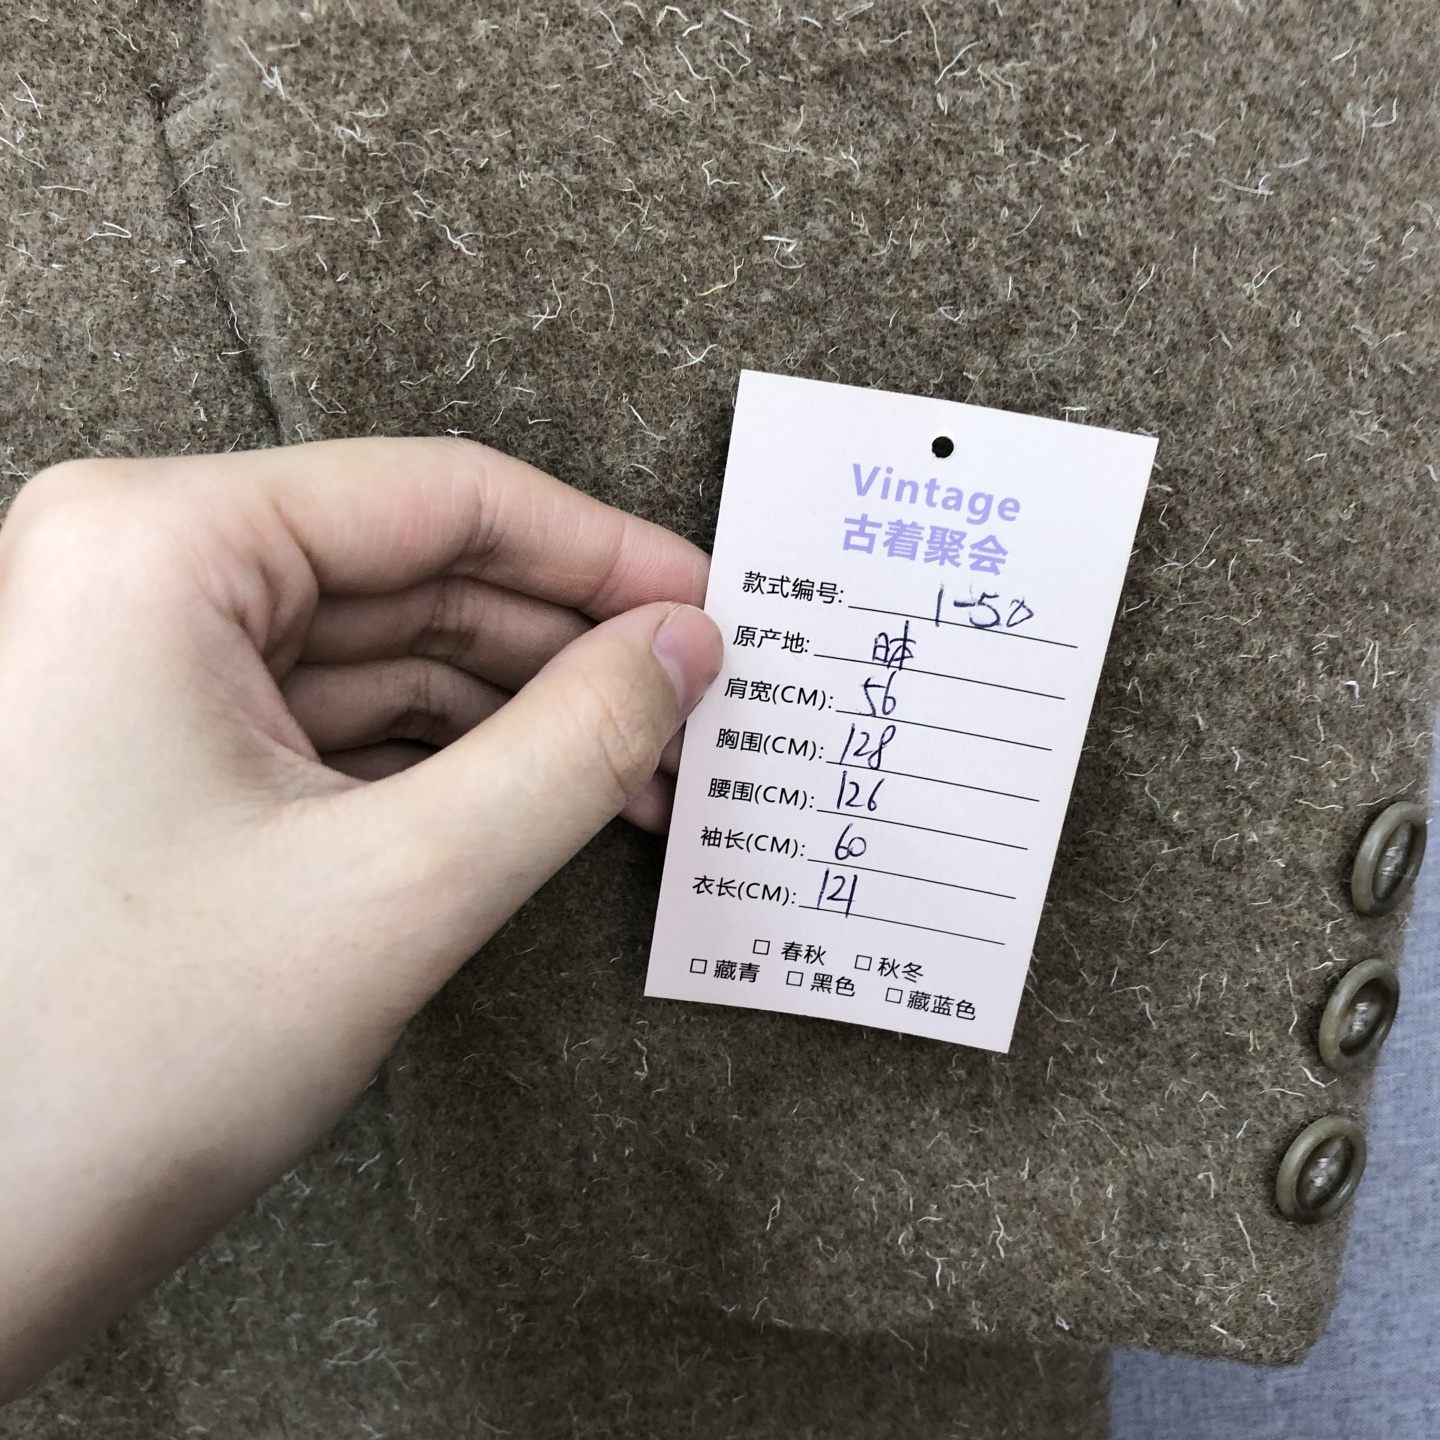 Vintage
古着聚会
款式编号: 1-50
原产地: 日本
肩宽(CM): 56
胸围(CM): 128
腰围(CM): 126
袖长(CM): 60
衣长(CM): 121
□ 春秋 □ 秋冬
□ 藏青 □ 黑色 □ 藏蓝色